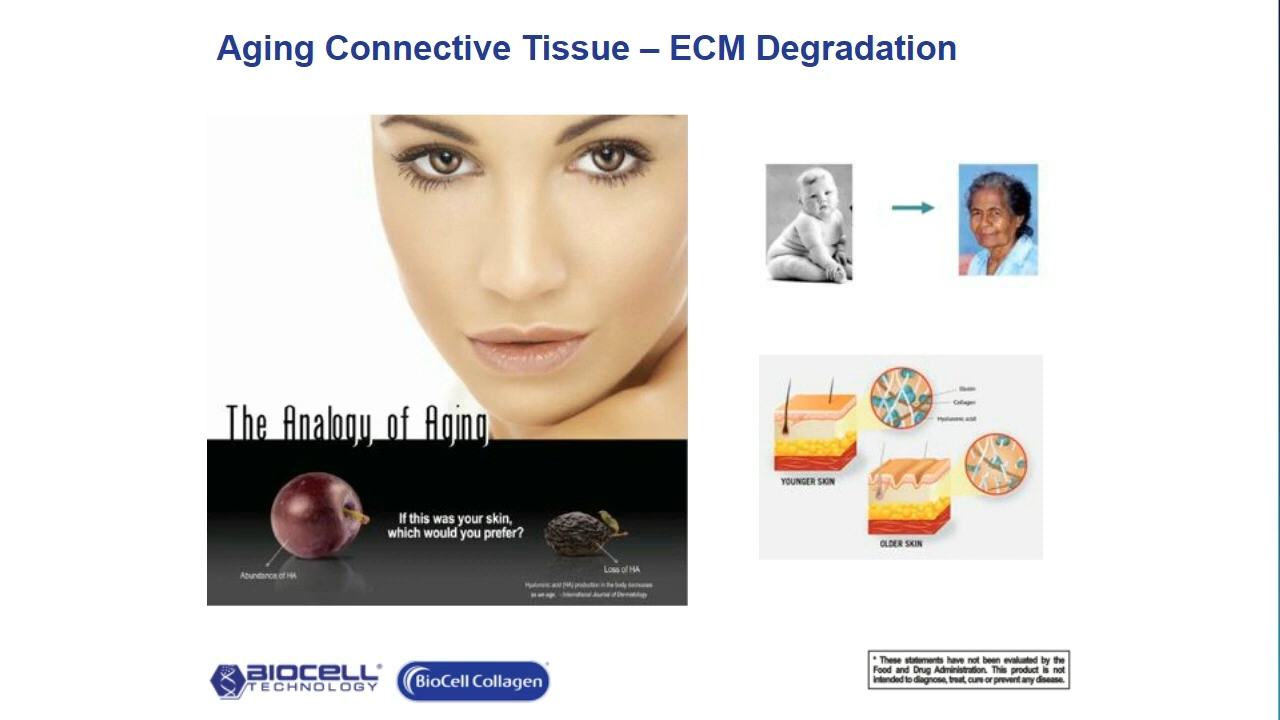 Aging Connective Tissue – ECM Degradation
The Analogy of Aging
If this was your skin,
which would you prefer?
Abundance of HA
Loss of HA
Hyaluronic acid (HA) production in the body decreases
as we age. - International Journal of Dermatology
Elastin
Collagen
Hyaluronic acid
YOUNGER SKIN
OLDER SKIN
BIOCELL®
TECHNOLOGY
BioCell Collagen®
* These statements have not been evaluated by the
Food and Drug Administration. This product is not
intended to diagnose, treat, cure or prevent any disease.